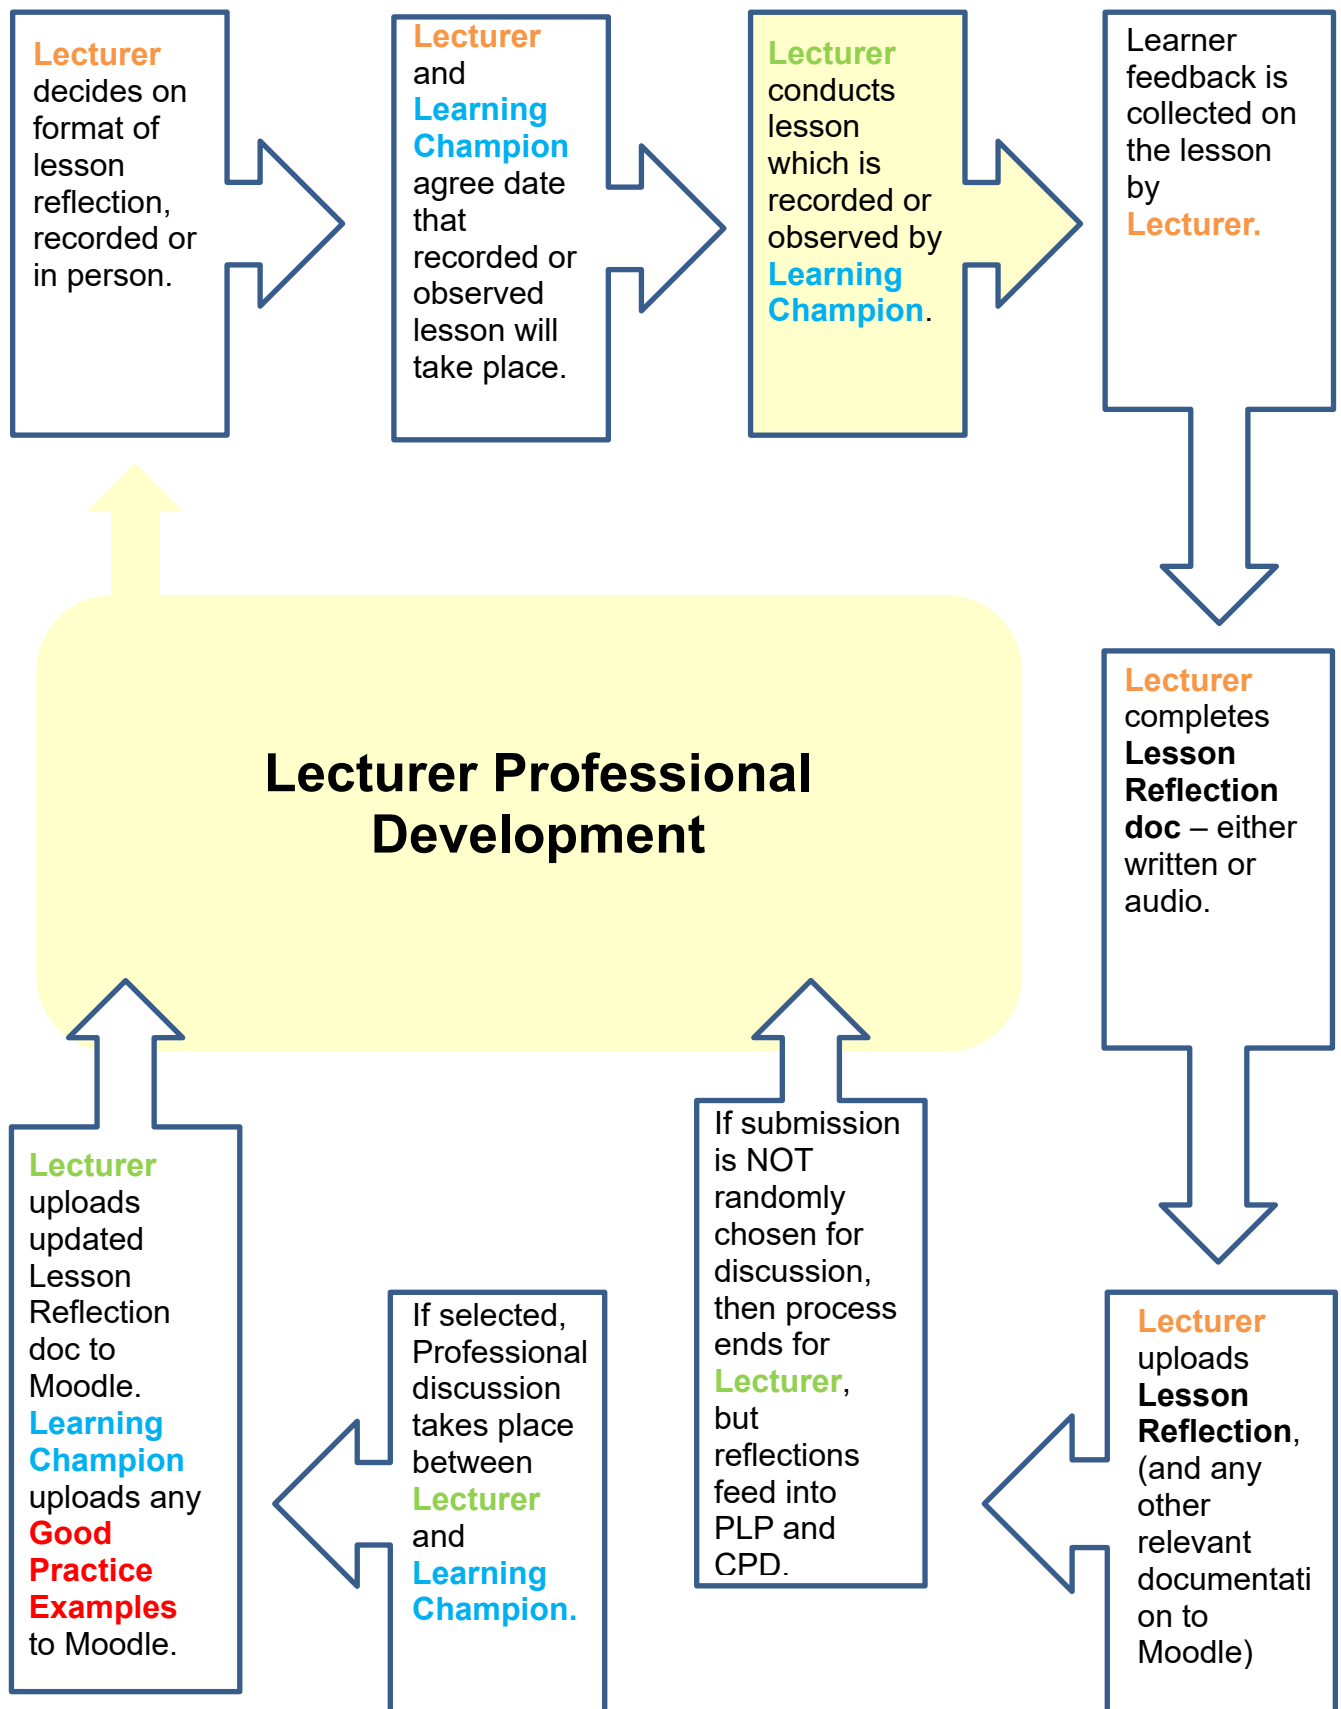 Lecturer
decides on
format of
lesson
reflection,
recorded or
in person.
Lecturer
and
Learning
Champion
agree date
that
recorded or
observed
lesson will
take place.
Lecturer
conducts
lesson
which is
recorded or
observed by
Learning
Champion.
Learner
feedback is
collected on
the lesson
by
Lecturer.
Lecturer
completes
Lesson
Reflection
doc – either
written or
audio.
Lecturer Professional
Development
Lecturer
uploads
Lesson
Reflection,
(and any
other
relevant
documentati
on to
Moodle)
If submission
is NOT
randomly
chosen for
discussion,
then process
ends for
Lecturer,
but
reflections
feed into
PLP and
CPD.
If selected,
Professional
discussion
takes place
between
Lecturer
and
Learning
Champion.
Lecturer
uploads
updated
Lesson
Reflection
doc to
Moodle.
Learning
Champion
uploads any
Good
Practice
Examples
to Moodle.